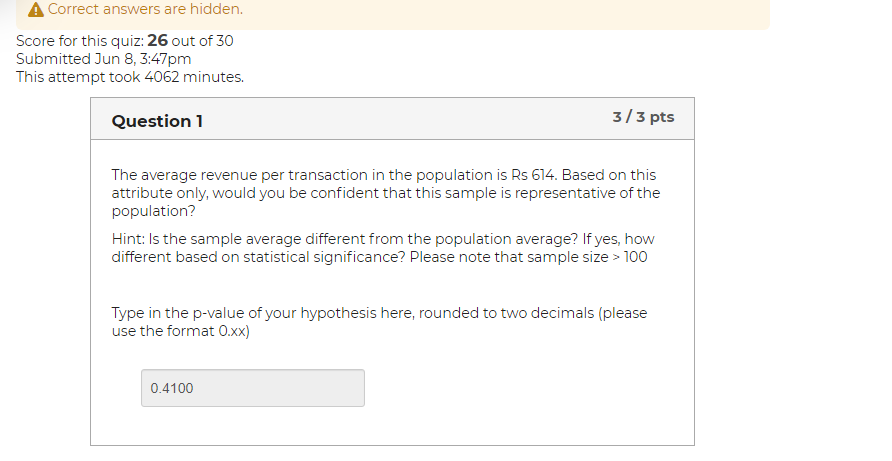 Correct answers are hidden.
Score for this quiz: 26 out of 30
Submitted Jun 8, 3:47pm
This attempt took 4062 minutes.
Question 1
3 / 3 pts
The average revenue per transaction in the population is Rs 614. Based on this
attribute only, would you be confident that this sample is representative of the
population?
Hint: Is the sample average different from the population average? If yes, how
different based on statistical significance? Please note that sample size > 100
Type in the p-value of your hypothesis here, rounded to two decimals (please
use the format 0.xx)
0.4100